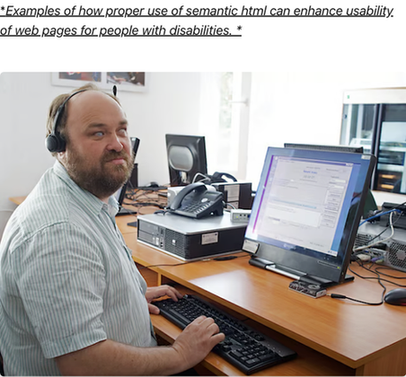 *Examples of how proper use of semantic html can enhance usability
of web pages for people with disabilities. *